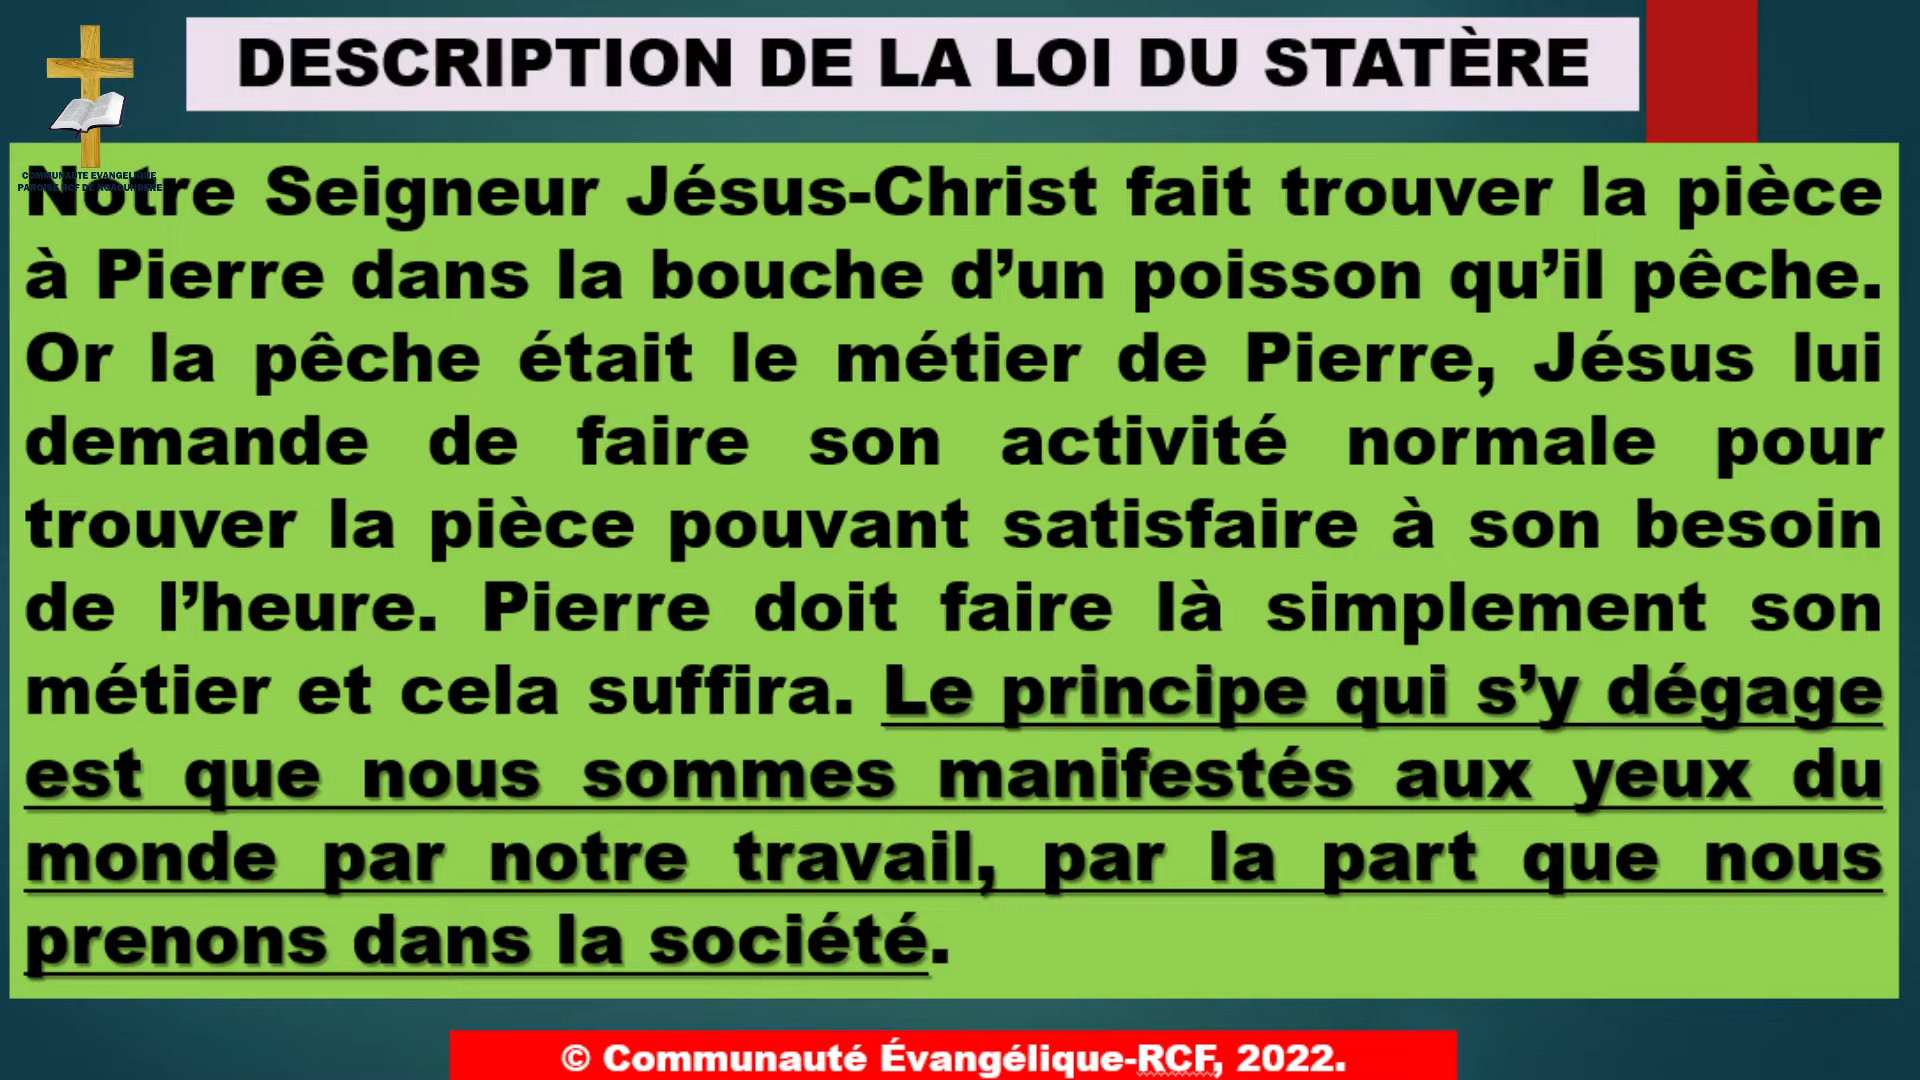 DESCRIPTION DE LA LOI DU STATÈRE
COMMUNAUTE EVANGELIQUE
Notre Seigneur Jésus-Christ fait trouver la pièce
à Pierre dans la bouche d’un poisson qu’il pêche.
Or la pêche était le métier de Pierre, Jésus lui
demande de faire son activité normale pour
trouver la pièce pouvant satisfaire à son besoin
de l’heure. Pierre doit faire là simplement son
métier et cela suffira. Le principe qui s’y dégage
est que nous sommes manifestés aux yeux du
monde par notre travail, par la part que nous
prenons dans la société.
© Communauté Évangélique-RCF, 2022.